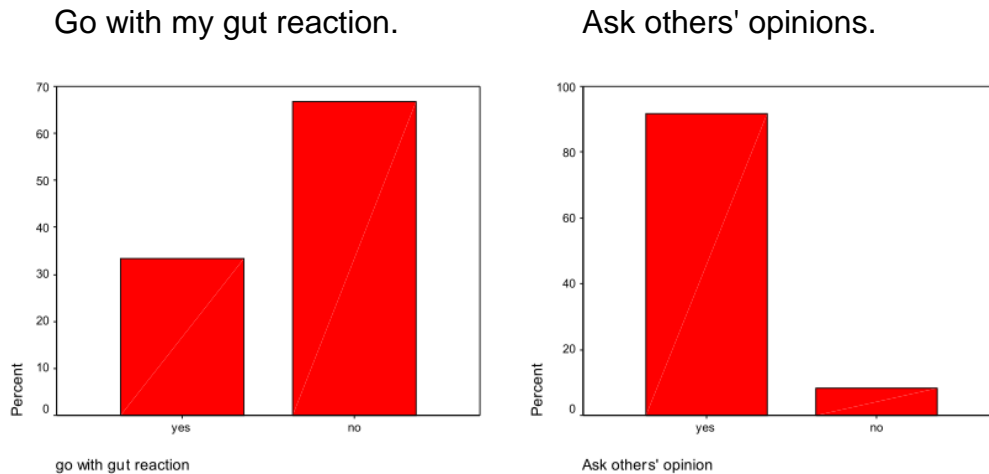 Go with my gut reaction.
70
60
50
40
30
20
10
0
Percent
yes no
go with gut reaction
Ask others' opinions.
100
80
60
40
20
0
Percent
yes no
Ask others' opinion